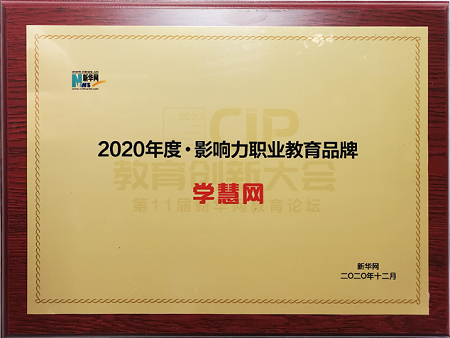 新华网
NEWS
2020
CIP
2020年度·影响力职业教育品牌
教育创新大会
学慧网
第11届新华网教育论坛
新华网
二〇二〇年十二月